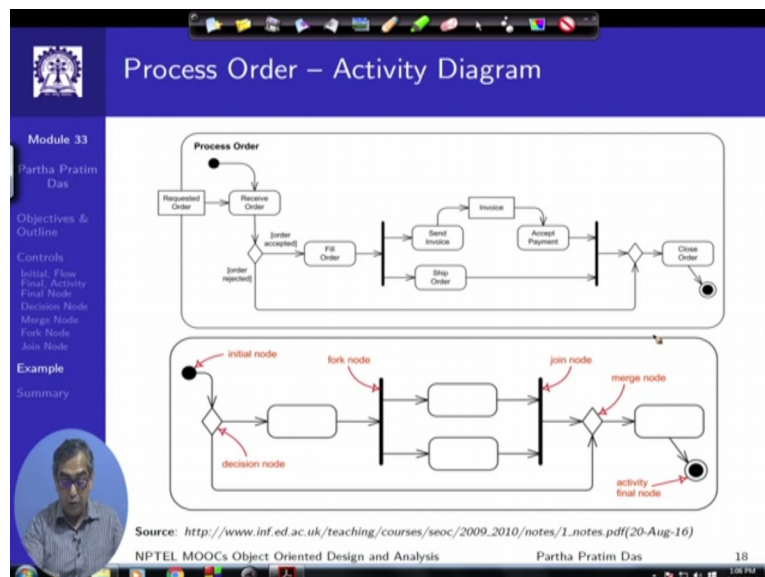 Process Order – Activity Diagram
Module 33
Partha Pratim
Das
Objectives &
Outline
Controls
Initial, Flow
Final, Activity
Final Node
Decision Node
Merge Node
Fork Node
Join Node
Example
Summary
Process Order
Requested
Order
Receive
Order
[order
accepted]
[order
rejected]
Fill
Order
Send
Invoice
Invoice
Accept
Payment
Ship
Order
Close
Order
initial node
fork node
join node
merge node
decision node
activity
final node
Source: http://www.inf.ed.ac.uk/teaching/courses/seoc/2009_2010/notes/1_notes.pdf(20-Aug-16)
NPTEL MOOCs Object Oriented Design and Analysis
Partha Pratim Das
18
1:06 PM